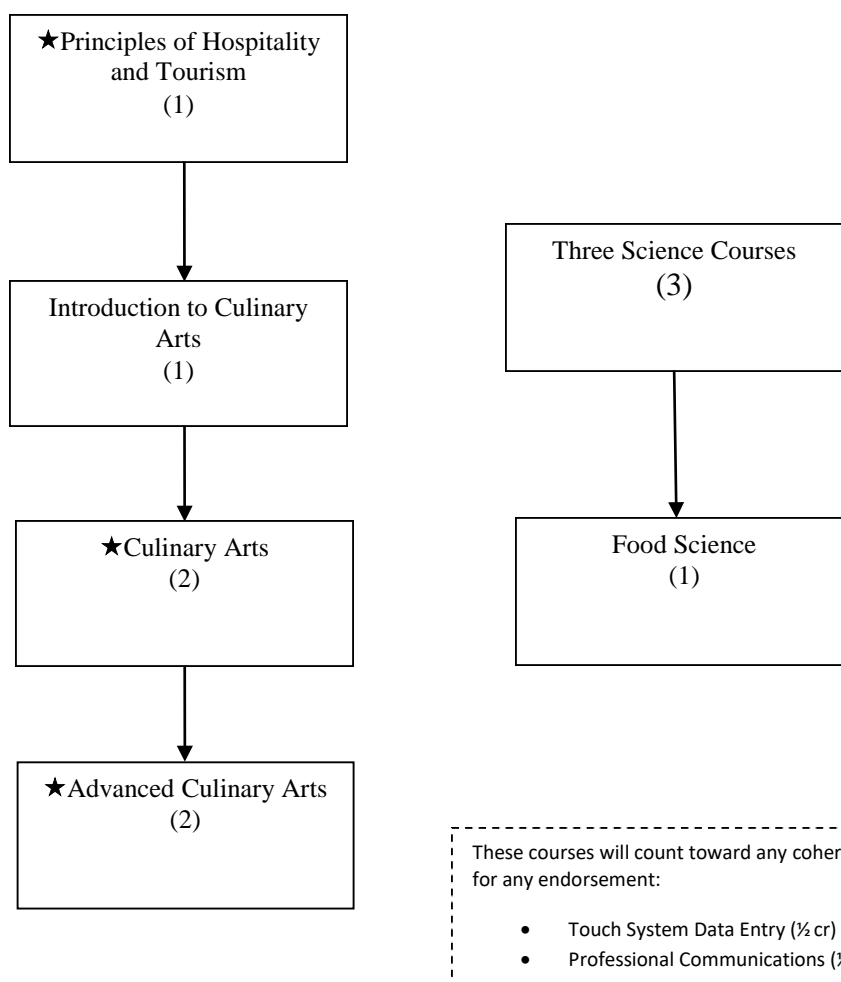 ★Principles of Hospitality
and Tourism
(1)
Introduction to Culinary
Arts
(1)
★Culinary Arts
(2)
★Advanced Culinary Arts
(2)
Three Science Courses
(3)
Food Science
(1)
These courses will count toward any
for any endorsement:
• Touch System Data Entry (½ cr)
• Professional Communications